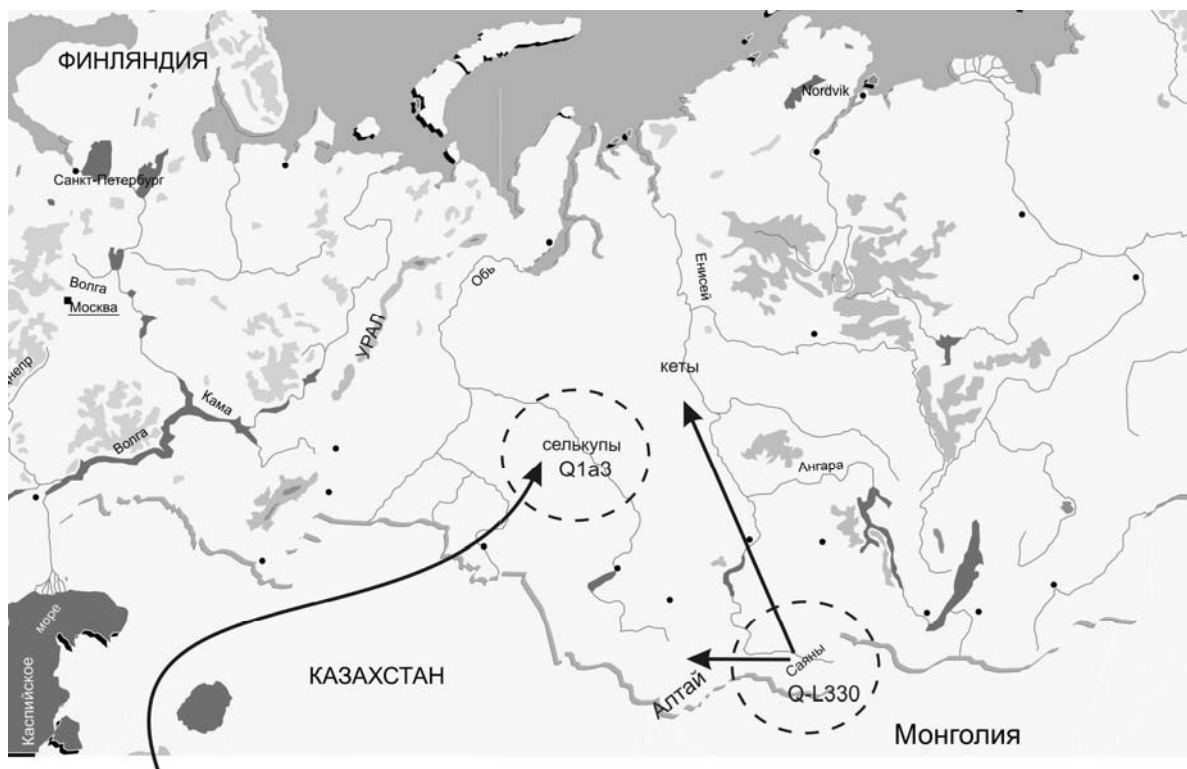 ФИНЛЯНДИЯ
Nordvik
Санкт-Петербург
Обь
Енисей
Волга
Москва
УРАЛ
кеты
Кама
Волга
селькупы
Q1a3
Ангара
Каспийское
море
КАЗАХСТАН
Алтай
Саяны
Q-L330
Монголия